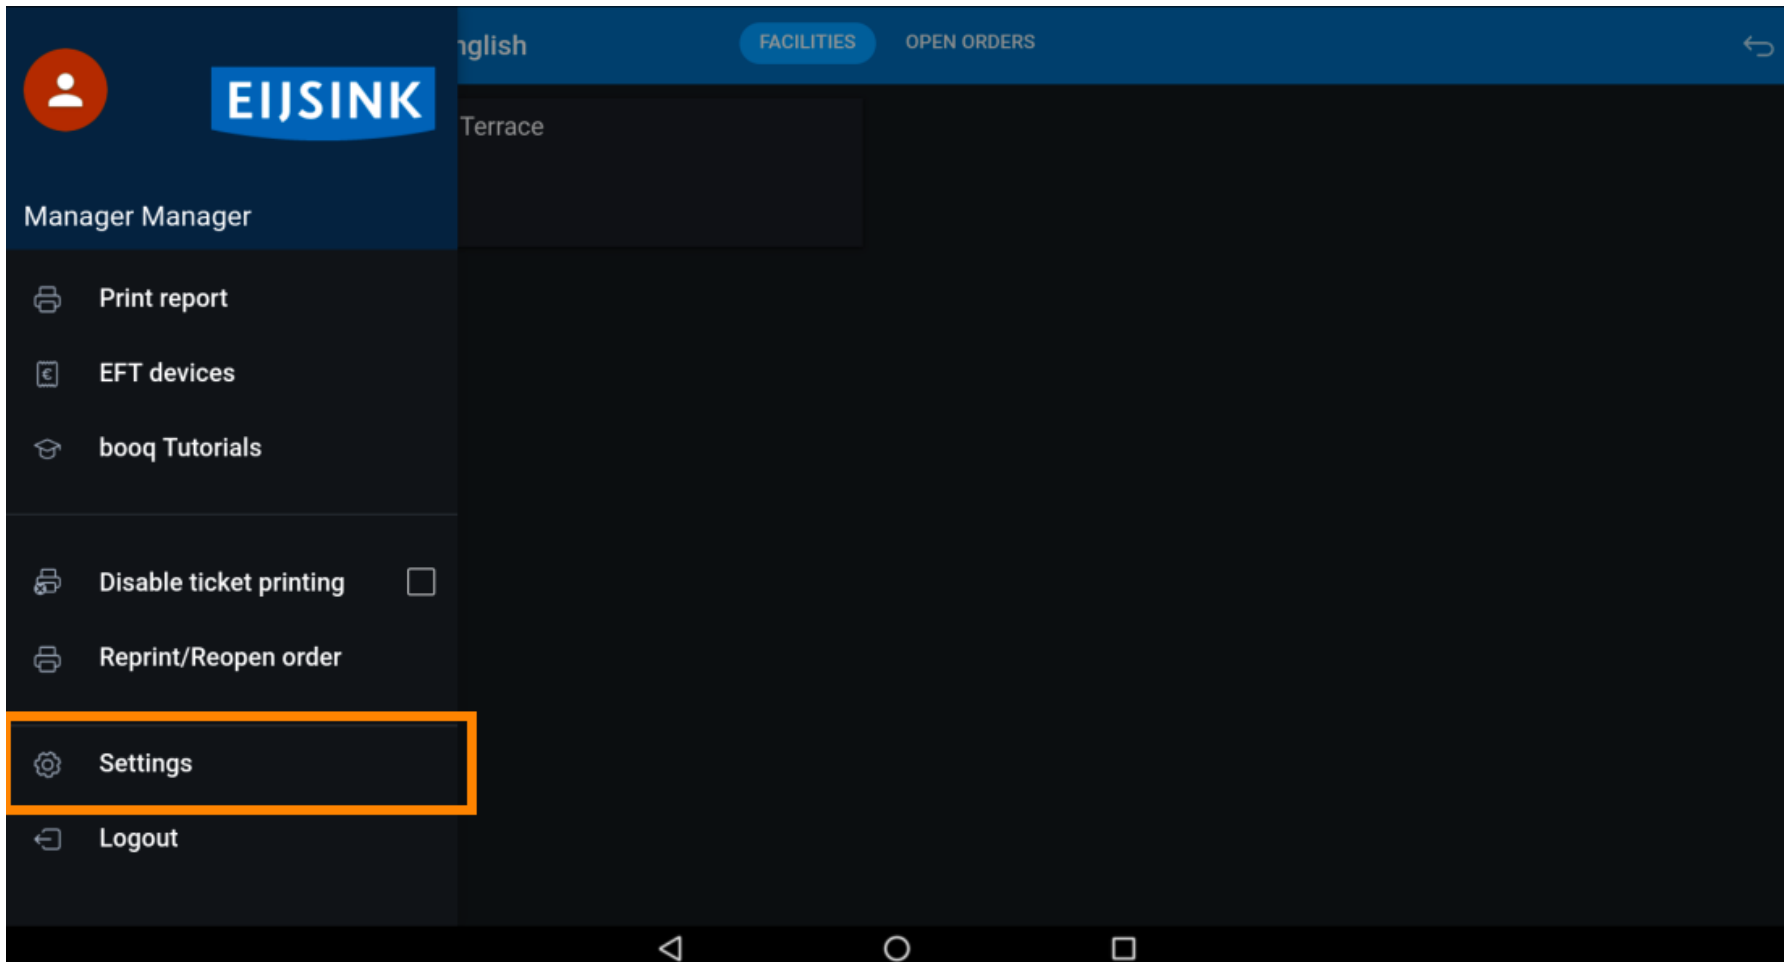 nglish
FACILITIES
OPEN ORDERS
EIJSINK
Terrace
Manager Manager
Print report
EFT devices
booq Tutorials
Disable ticket printing
Reprint/Reopen order
Settings
Logout